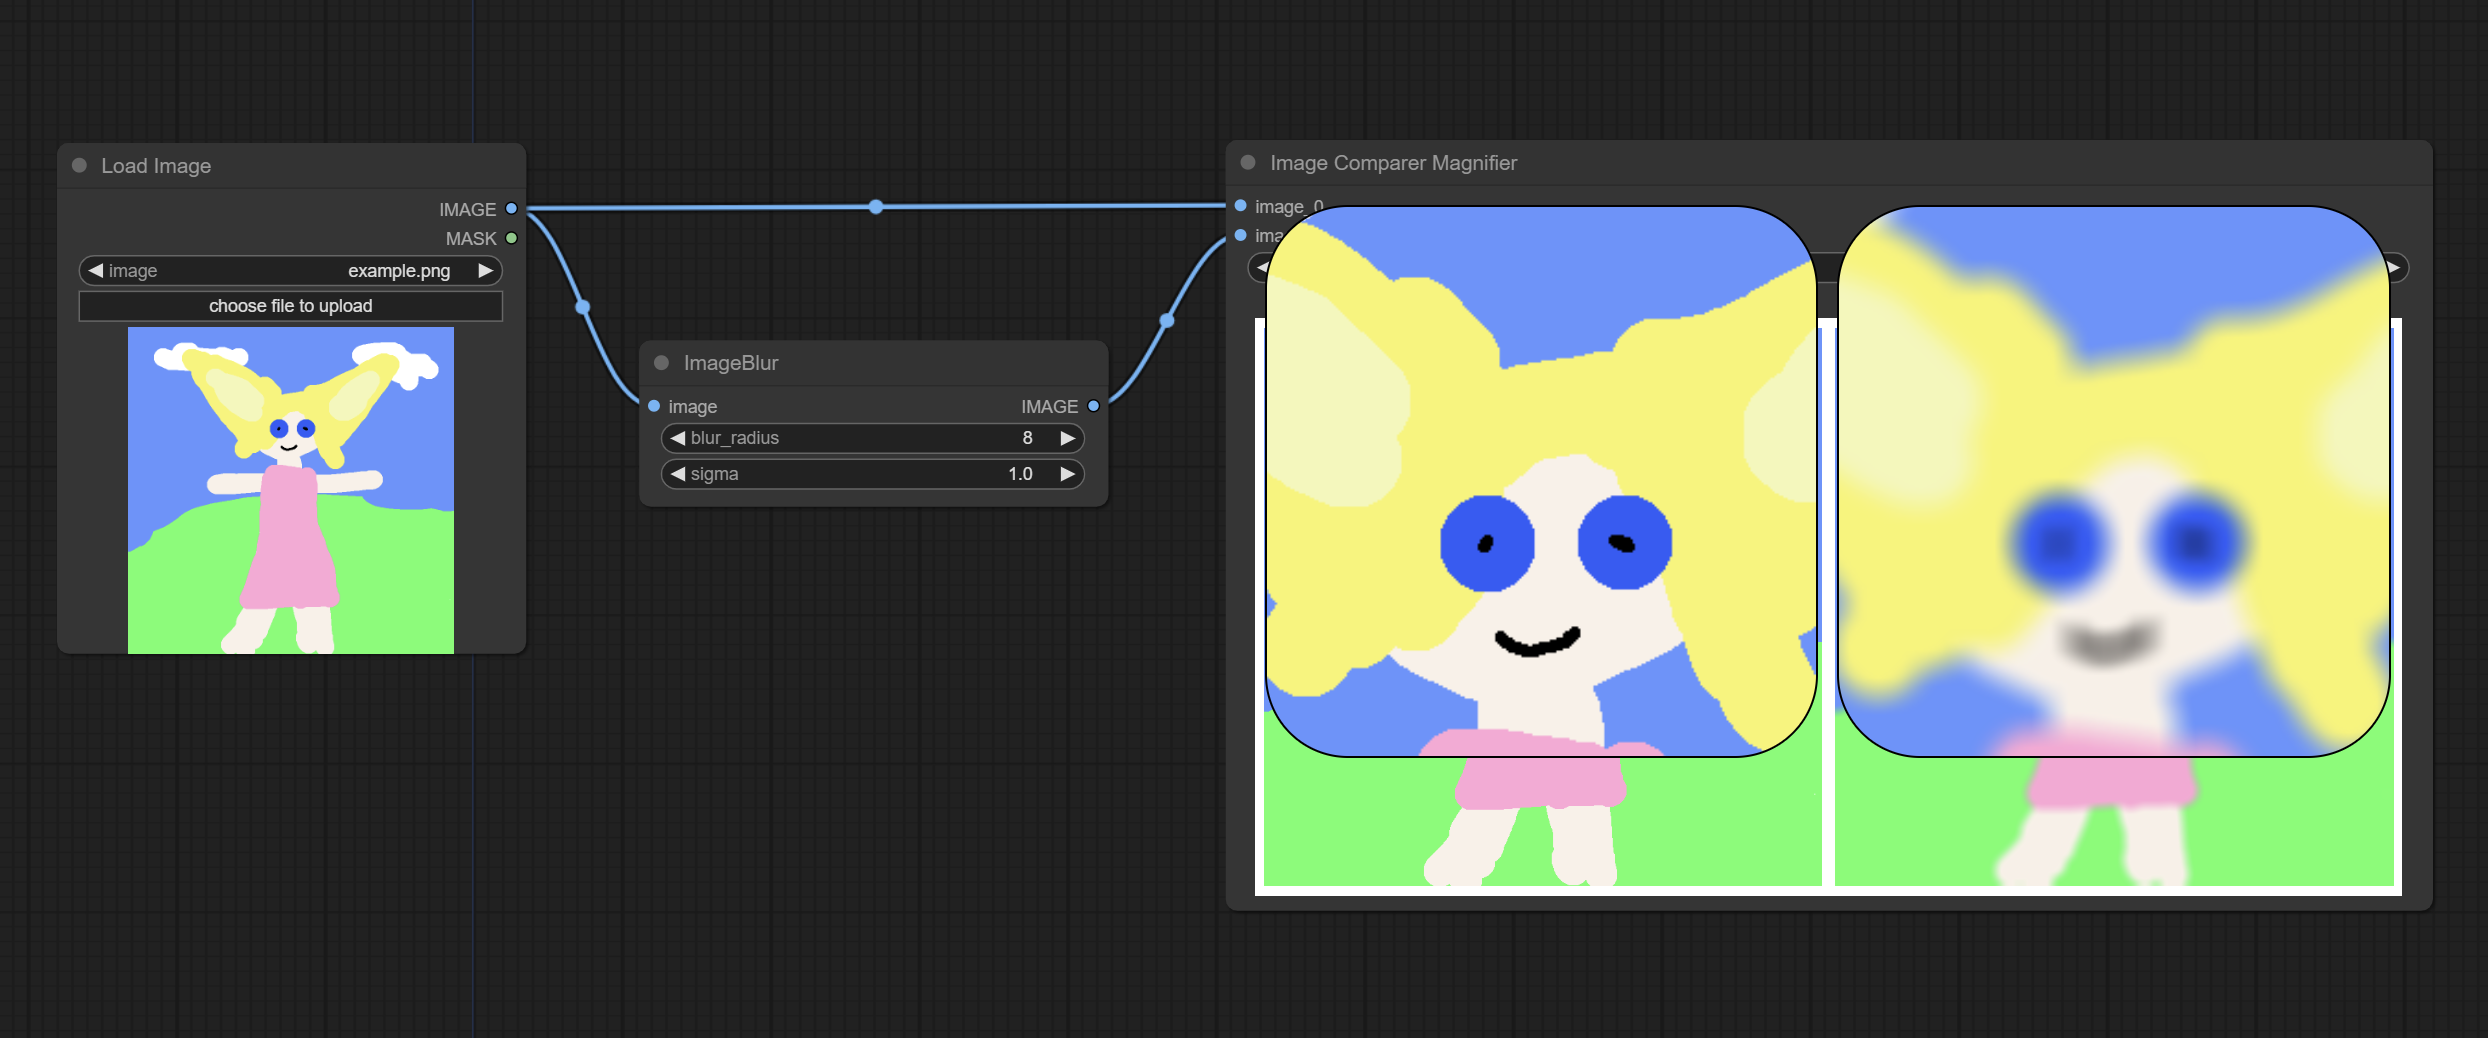 Load Image
IMAGE
MASK
image example.png
choose file to upload
ImageBlur
image IMAGE
blur_radius 8
sigma 1.0
Image Comparer Magnifier
image_0